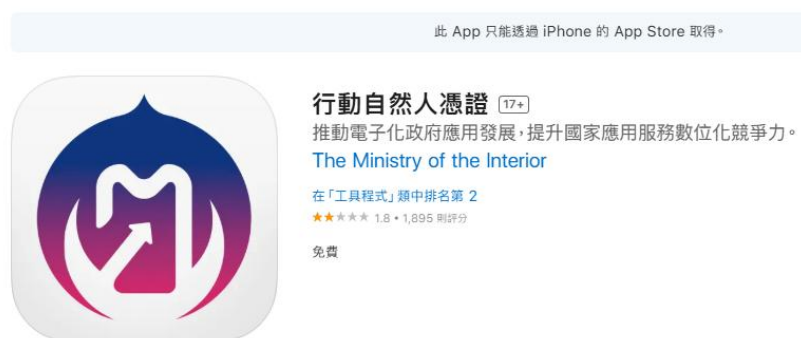 此 App 只能透過 iPhone 的 App Store 取得。
行動自然人憑證 17+
推動電子化政府應用發展，提升國家應用服務數位化競爭力。
The Ministry of the Interior
在「工具程式」類中排名第 2
★★★★★ 1.8 • 1,895 則評分
免費